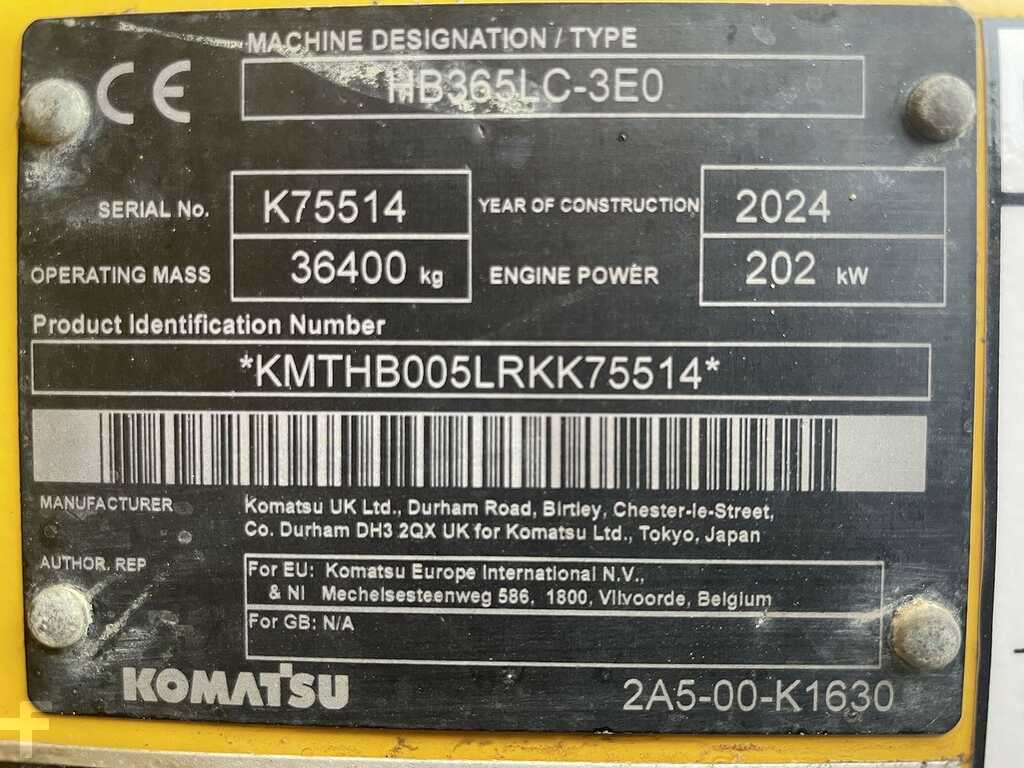 MACHINE DESIGNATION / TYPE
CE HB365LC-3E0
SERIAL No. K75514 YEAR OF CONSTRUCTION 2024
OPERATING MASS 36400 kg ENGINE POWER 202 kW
Product Identification Number
*KMTHB005LRKK75514*
MANUFACTURER Komatsu UK Ltd., Durham Road, Birtley, Chester-le-Street,
Co. Durham DH3 2QX UK for Komatsu Ltd., Tokyo, Japan
AUTHOR. REP For EU: Komatsu Europe International N.V.,
& NI Mechelsesteenweg 586, 1800, Vilvoorde, Belgium
For GB: N/A
KOMATSU 2A5-00-K1630